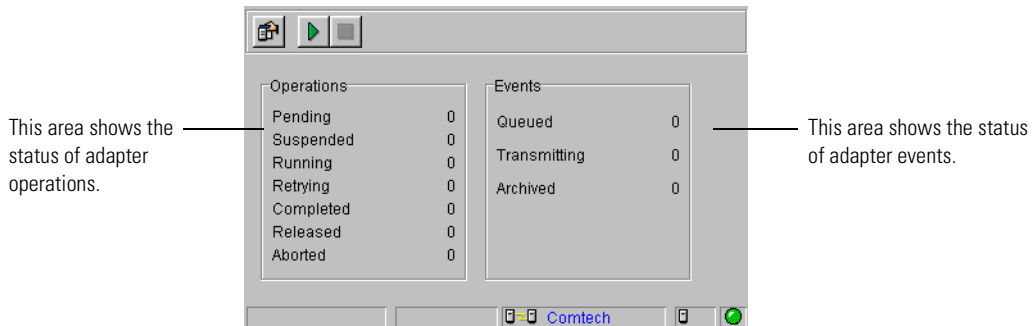 This area shows the
status of adapter
operations.
Operations
Pending 0
Suspended 0
Running 0
Retrying 0
Completed 0
Released 0
Aborted 0
Events
Queued 0
Transmitting 0
Archived 0
This area shows the status
of adapter events.
Comtech